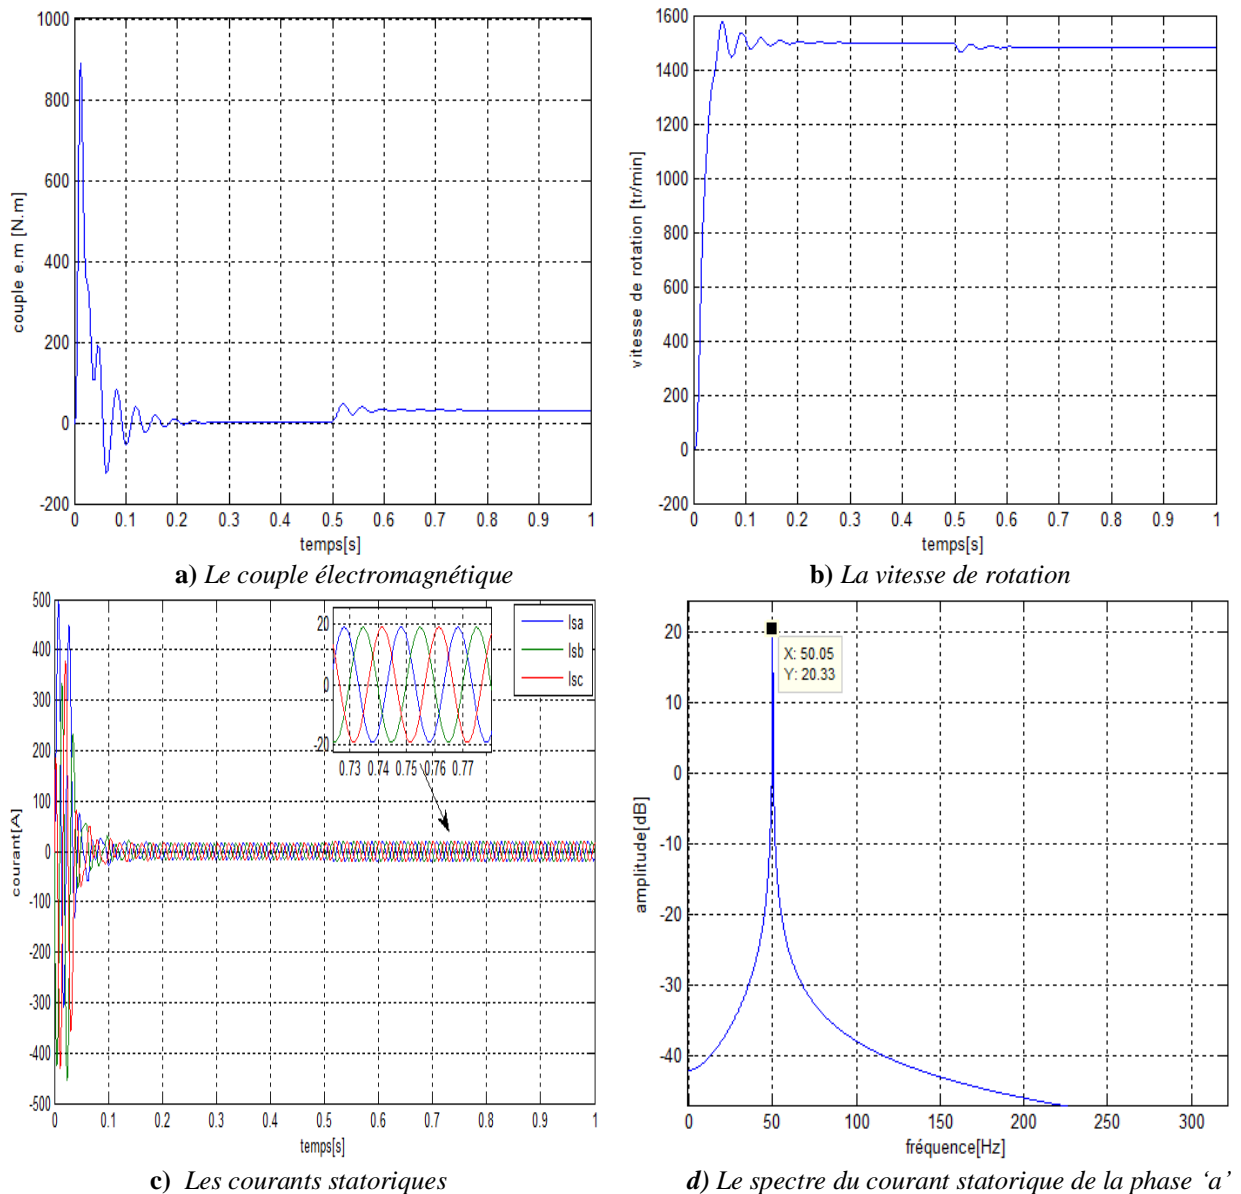 1000
800
600
400
200
0
-200
couple e.m [N.m]
0 0.1 0.2 0.3 0.4 0.5 0.6 0.7 0.8 0.9 1
temps[s]
a) Le couple électromagnétique
1600
1400
1200
1000
800
600
400
200
0
-200
vitesse de rotation [tr/min]
0 0.1 0.2 0.3 0.4 0.5 0.6 0.7 0.8 0.9 1
temps[s]
b) La vitesse de rotation
500
400
300
200
100
0
-100
-200
-300
-400
-500
courant[A]
20
0
-20
0.73 0.74 0.75 0.76 0.77
Isa
Isb
Isc
0 0.1 0.2 0.3 0.4 0.5 0.6 0.7 0.8 0.9 1
temps[s]
c) Les courants statoriques
20
10
0
-10
-20
-30
-40
amplitude[dB]
X: 50.05
Y: 20.33
0 50 100 150 200 250 300
fréquence[Hz]
d) Le spectre du courant statorique de la phase ‘a’